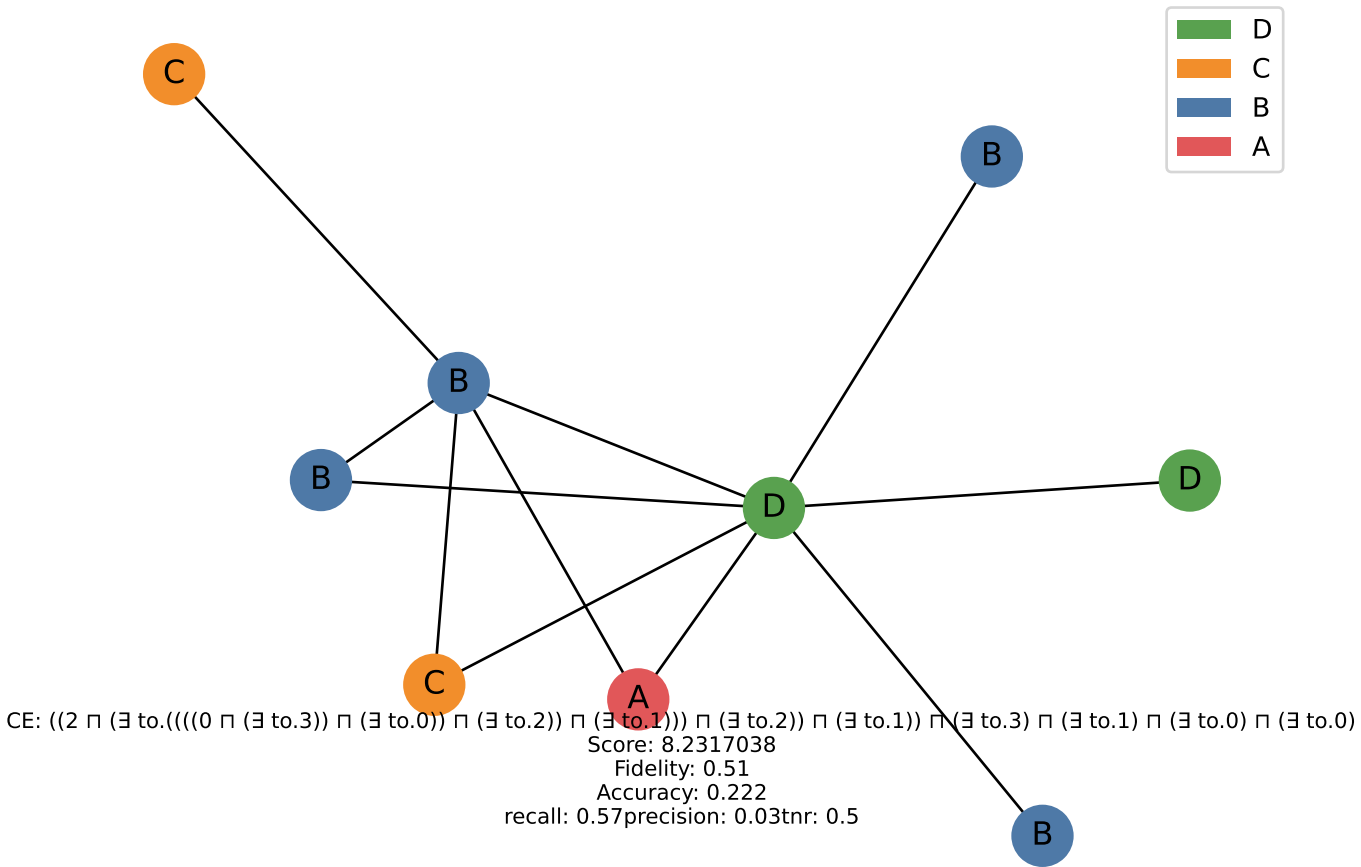 D
C
C
B
B
A
B
B
D
D
C
A
CE: ((2 ⊓ (∃ to.((((0 ⊓ (∃ to.3)) ⊓ (∃ to.0)) ⊓ (∃ to.2)) ⊓ (∃ to.1))) ⊓ (∃ to.2)) ⊓ (∃ to.1)) ⊓ (∃ to.3) ⊓ (∃ to.1) ⊓ (∃ to.0) ⊓ (∃ to.0)
Score: 8.2317038
Fidelity: 0.51
Accuracy: 0.222
recall: 0.57precision: 0.03tnr: 0.5
B